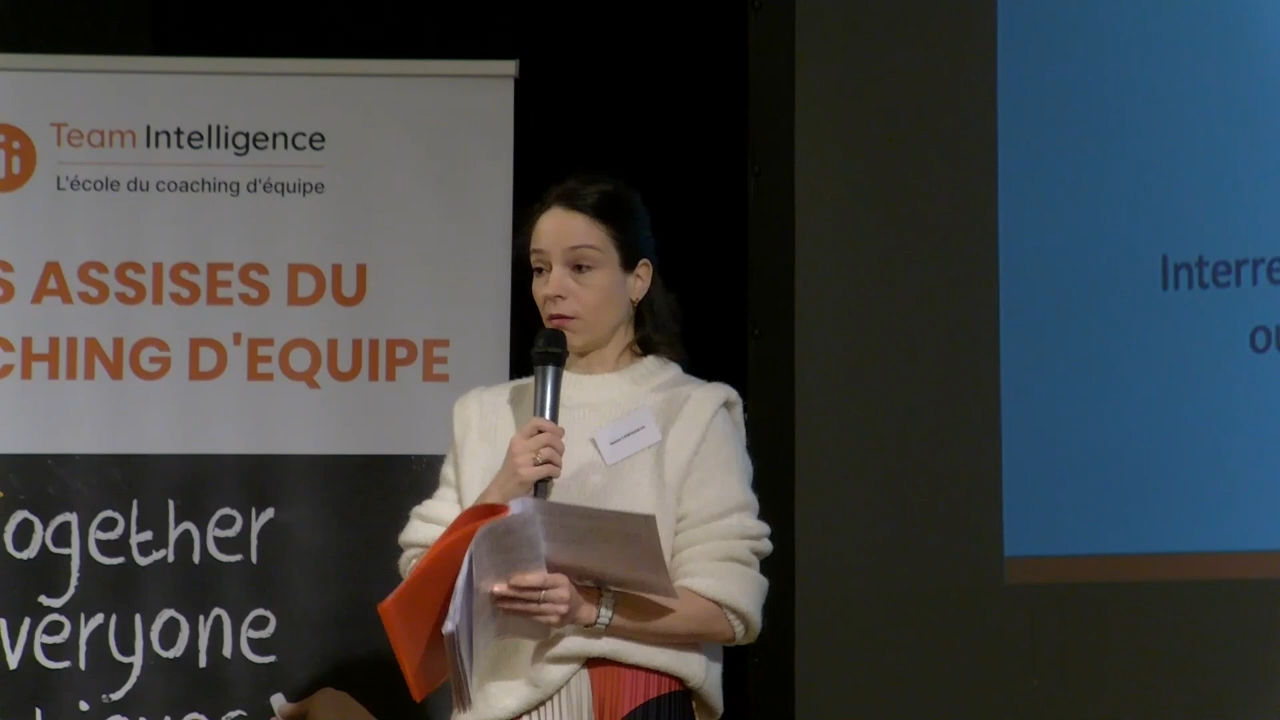 Team Intelligence
L'école du coaching d'équipe
S ASSISES DU
CHING D'EQUIPE
ogether
veryone
Interre
ou